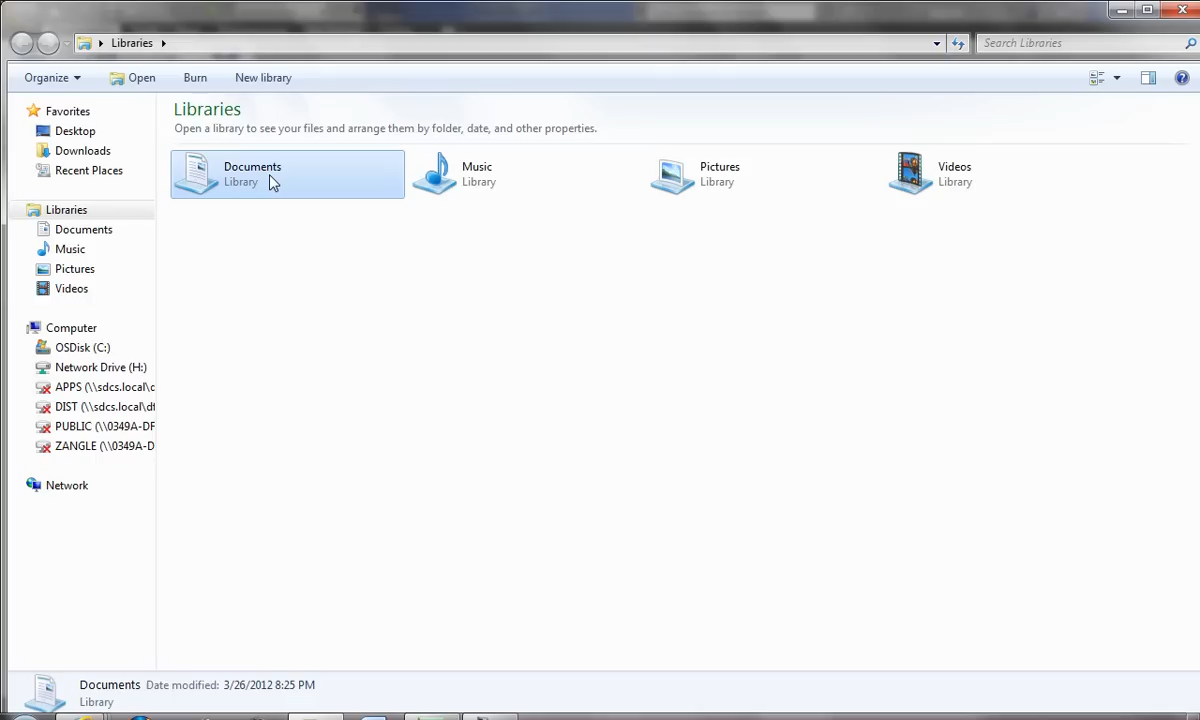 Libraries
Search Libraries
Organize
Open
Burn
New library
Favorites
Desktop
Downloads
Recent Places
Libraries
Documents
Music
Pictures
Videos
Computer
OSDisk (C:)
Network Drive (H:)
APPS (\\sdcs.local\d
DIST (\\sdcs.local\df
PUBLIC (\\0349A-DF
ZANGLE (\\0349A-D
Network
Libraries
Open a library to see your files and arrange them by folder, date, and other properties.
Documents
Library
Music
Library
Pictures
Library
Videos
Library
Documents Date modified: 3/26/2012 8:25 PM
Library